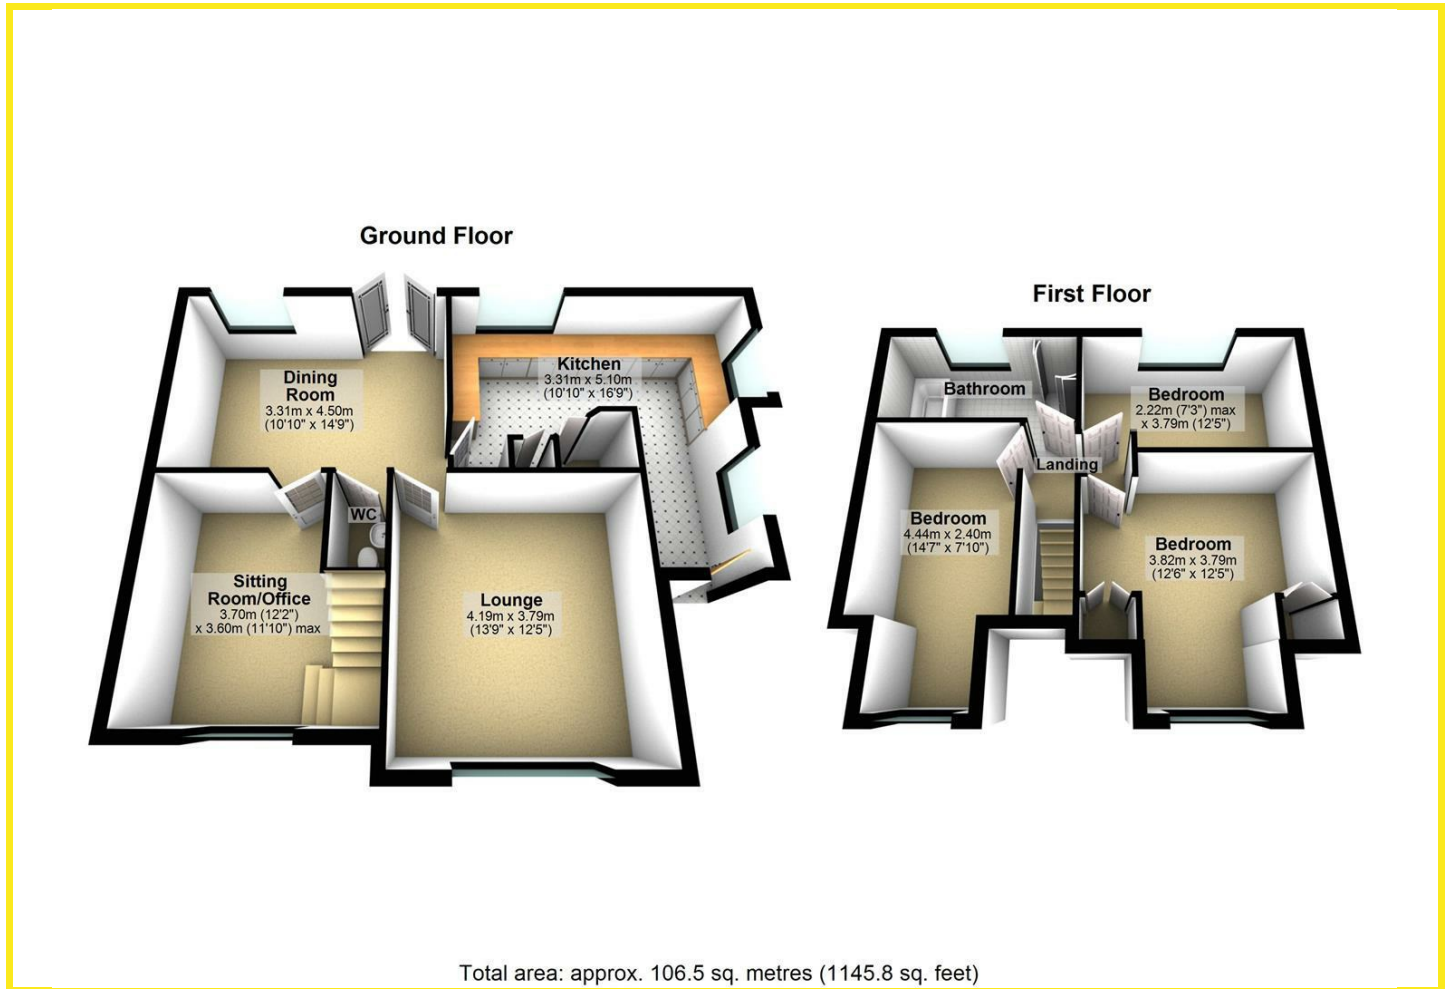 Ground Floor
Dining
Room
3.31m x 4.50m
(10'10" x 14'9")
Kitchen
3.31m x 5.10m
(10'10" x 16'9")
WC
Sitting
Room/Office
3.70m (12'2")
x 3.60m (11'10") max
Lounge
4.19m x 3.79m
(13'9" x 12'5")
First Floor
Bathroom
Bedroom
2.22m (7'3") max
x 3.79m (12'5")
Landing
Bedroom
4.44m x 2.40m
(14'7" x 7'10")
Bedroom
3.82m x 3.79m
(12'6" x 12'5")
Total area: approx. 106.5 sq. metres (1145.8 sq. feet)